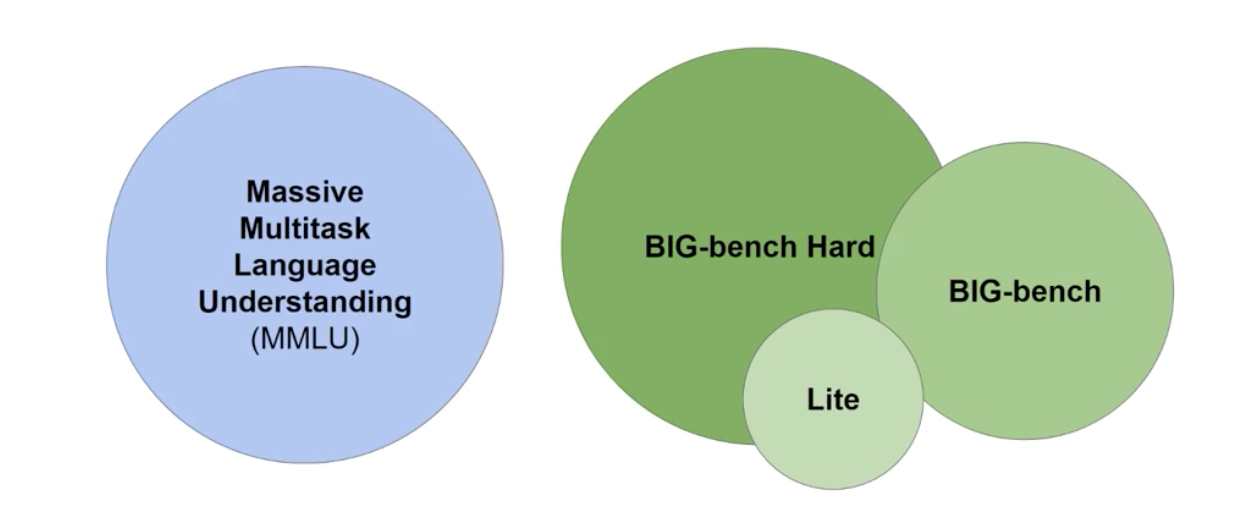 Massive
Multitask
Language
Understanding
(MMLU)
BIG-bench Hard
BIG-bench
Lite